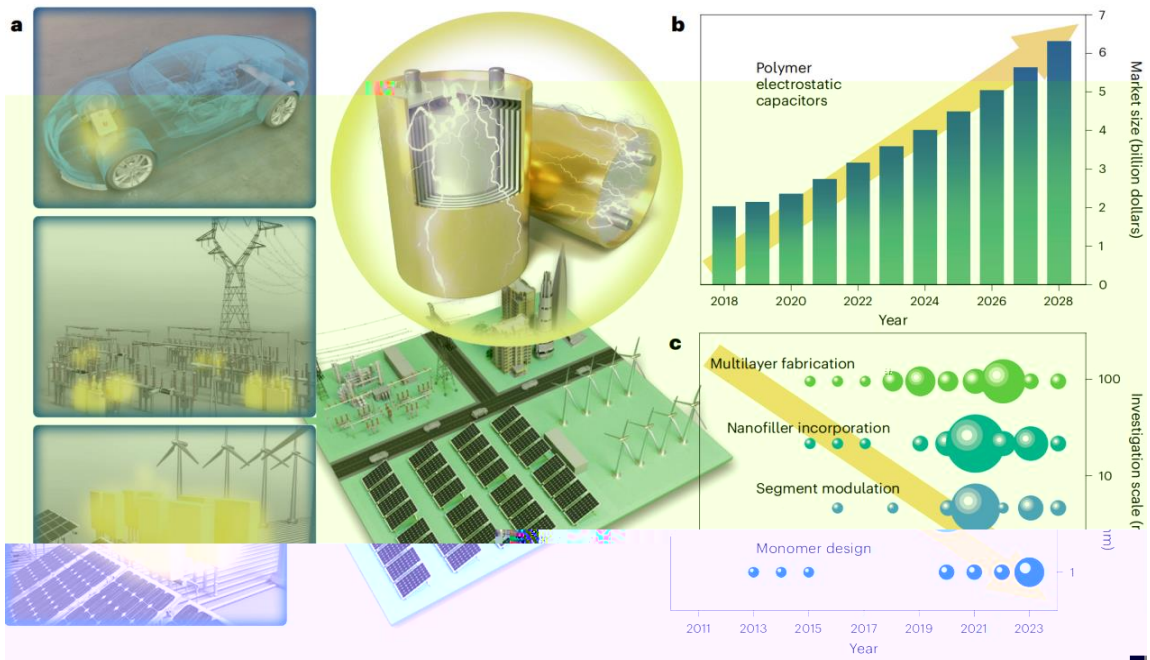 a
b
Polymer
electrostatic
capacitors
7
6
5
4
3
2
1
0
Market size (billion dollars)
2018 2020 2022 2024 2026 2028
Year
c
Multilayer fabrication
100
Nanofiller incorporation
10
Segment modulation
Monomer design
1
Investigation scale (
nm)
2011 2013 2015 2017 2019 2021 2023
Year